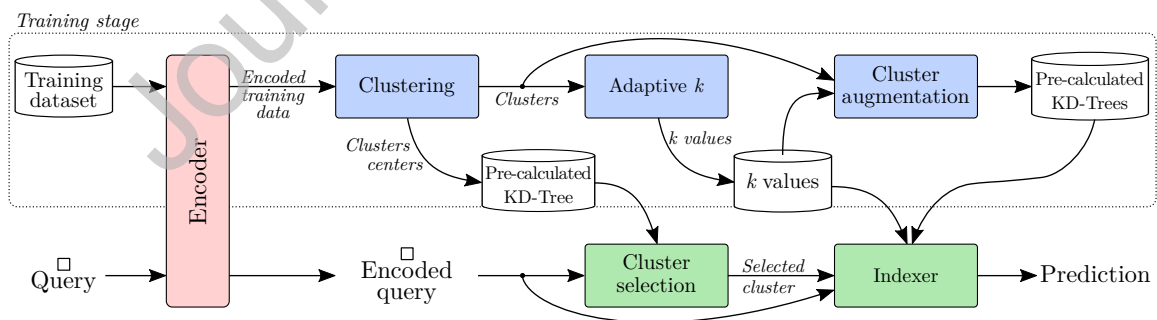 Training stage
Training
dataset
Encoder
Encoded
training
data
Clustering
Clusters
Adaptive k
Cluster
augmentation
Pre-calculated
KD-Trees
Clusters
centers
Pre-calculated
KD-Tree
k values
k values
Query
Encoded
query
Cluster
selection
Selected
cluster
Indexer
Prediction
Jour